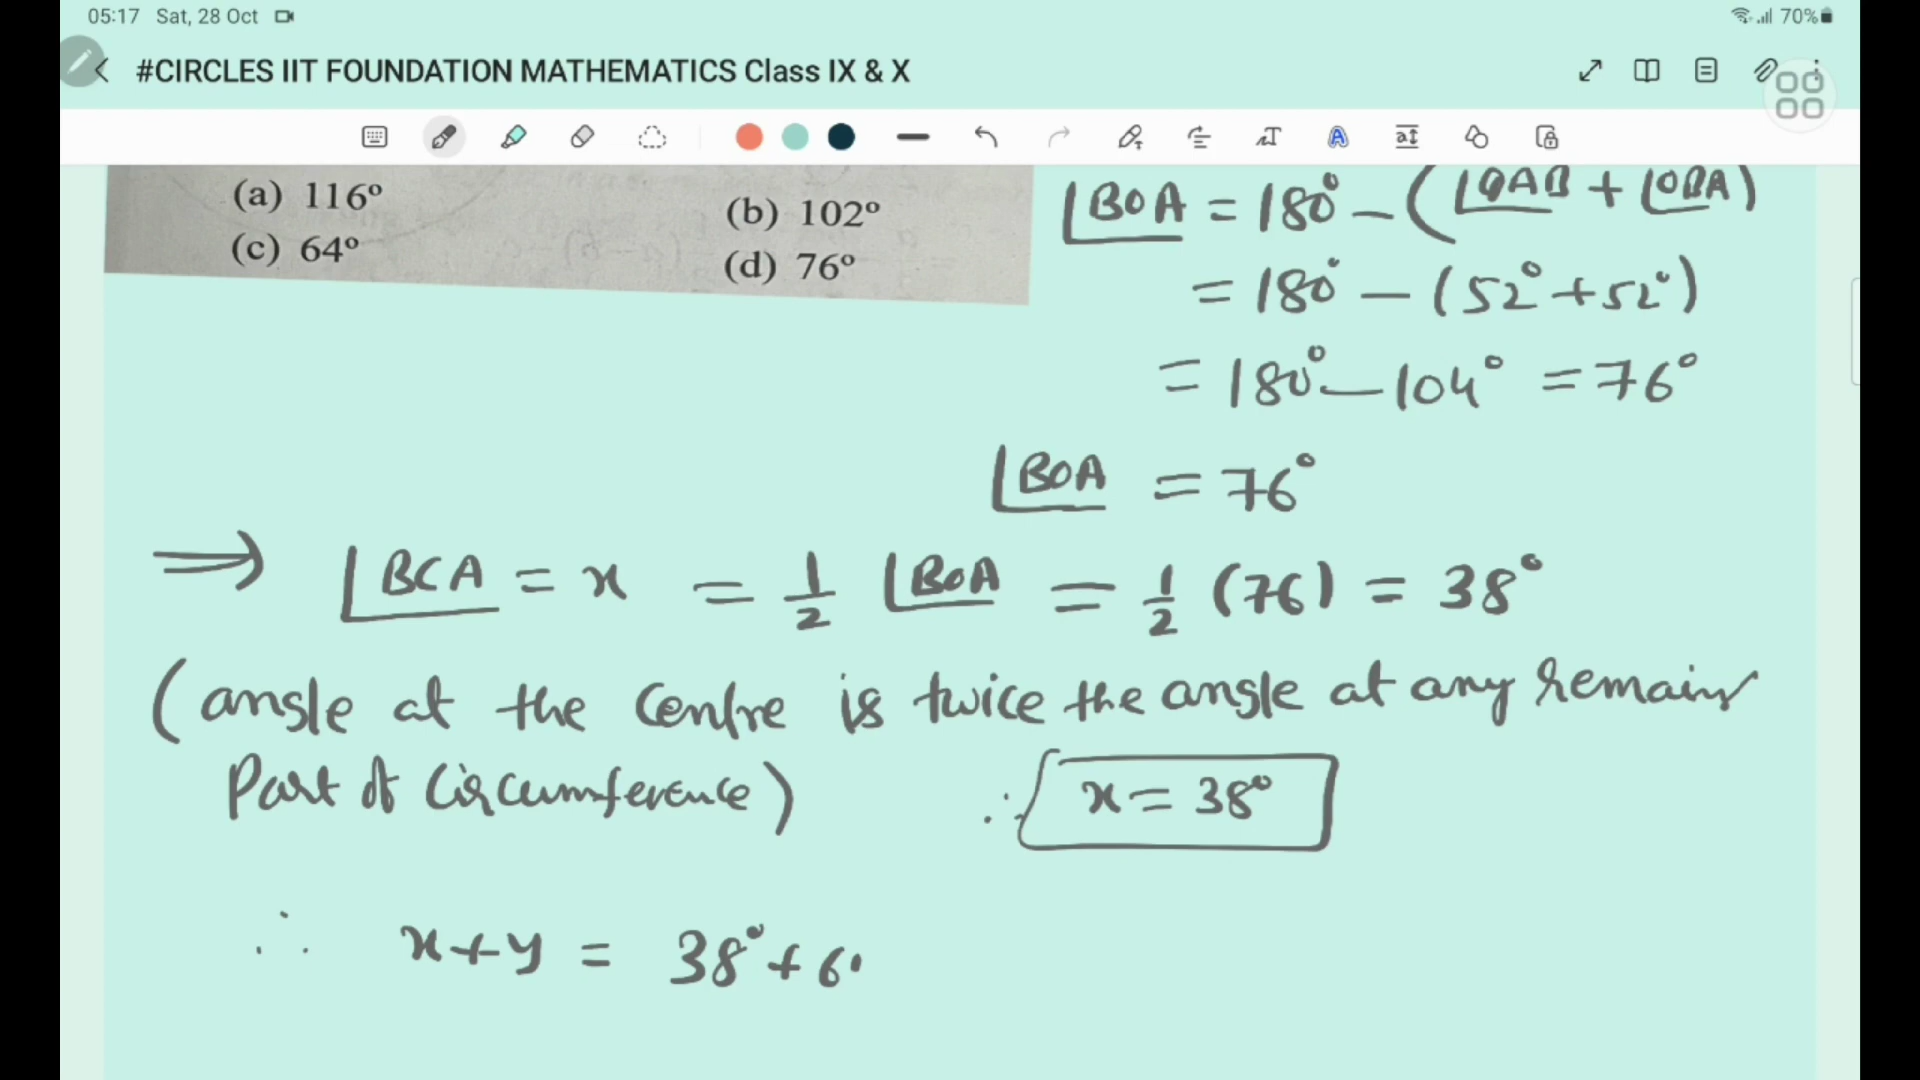 05:17 Sat, 28 Oct
70%
#CIRCLES IIT FOUNDATION MATHEMATICS Class IX & X
(a) 116° (b) 102°
(c) 64° (d) 76°
∠BOA = 180° - (∠OAB + ∠OBA)
= 180° - (52° + 52°)
= 180° - 104° = 76°
∠BOA = 76°
⇒ ∠BCA = x = 1/2 ∠BOA = 1/2 (76) = 38°
(angle at the centre is twice the angle at any remain
Part of circumference) ∴ x = 38°
∴ x + y = 38° + 6